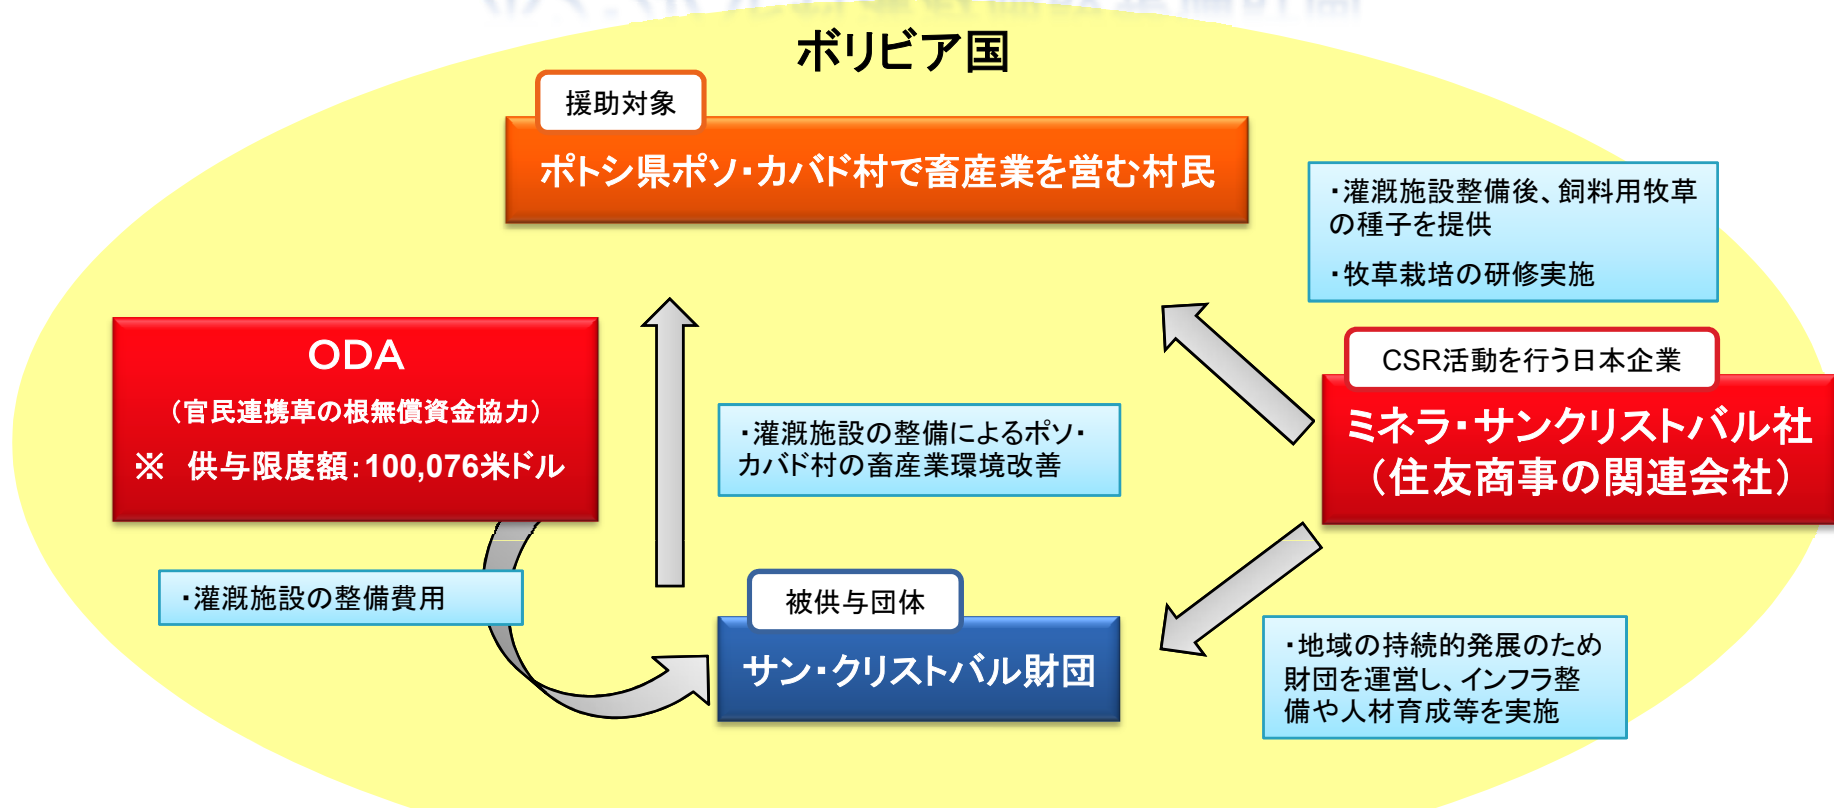 ボリビア国
援助対象
ポトシ県ポソ・カバド村で畜産業を営む村民
・灌漑施設整備後、飼料用牧草
の種子を提供
・牧草栽培の研修実施
ODA
（官民連携草の根無償資金協力）
※ 供与限度額：100,076米ドル
CSR活動を行う日本企業
ミネラ・サンクリストバル社
（住友商事の関連会社）
・灌漑施設の整備によるポソ・
カバド村の畜産業環境改善
・灌漑施設の整備費用
被供与団体
サン・クリストバル財団
・地域の持続的発展のため
財団を運営し、インフラ整
備や人材育成等を実施